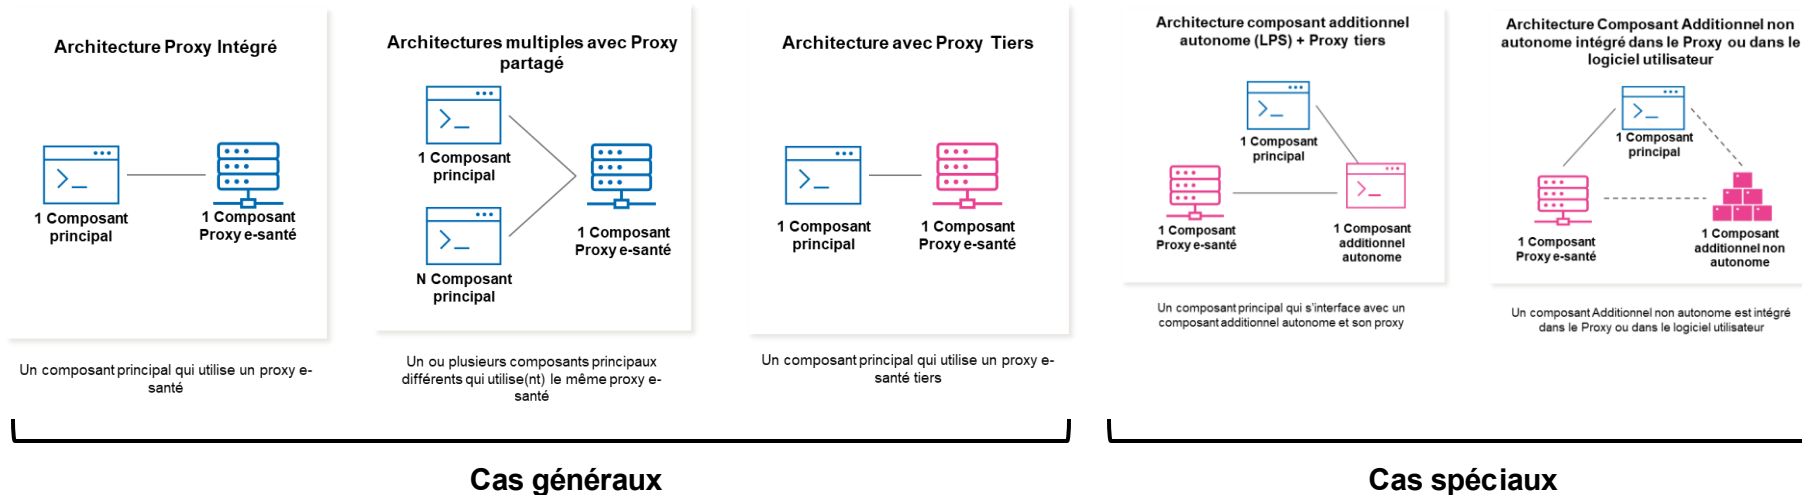 Architecture Proxy Intégré
1 Composant
principal
1 Composant
Proxy e-santé
Un composant principal qui utilise un proxy e-
santé
Architectures multiples avec Proxy
partagé
1 Composant
principal
N Composant
principal
1 Composant
Proxy e-santé
Un ou plusieurs composants principaux
différents qui utilise(nt) le même proxy e-
santé
Architecture avec Proxy Tiers
1 Composant
principal
1 Composant
Proxy e-santé
Un composant principal qui utilise un proxy e-
santé tiers
Cas généraux
Architecture composant additionnel
autonome (LPS) + Proxy tiers
1 Composant
principal
1 Composant
Proxy e-santé
1 Composant
additionnel
autonome
Un composant principal qui s'interface avec un
composant additionnel autonome et son proxy
Architecture Composant Additionnel non
autonome intégré dans le Proxy ou dans le
logiciel utilisateur
1 Composant
principal
1 Composant
Proxy e-santé
1 Composant
additionnel non
autonome
Un composant Additionnel non autonome est intégré
dans le Proxy ou dans le logiciel utilisateur
Cas spéciaux